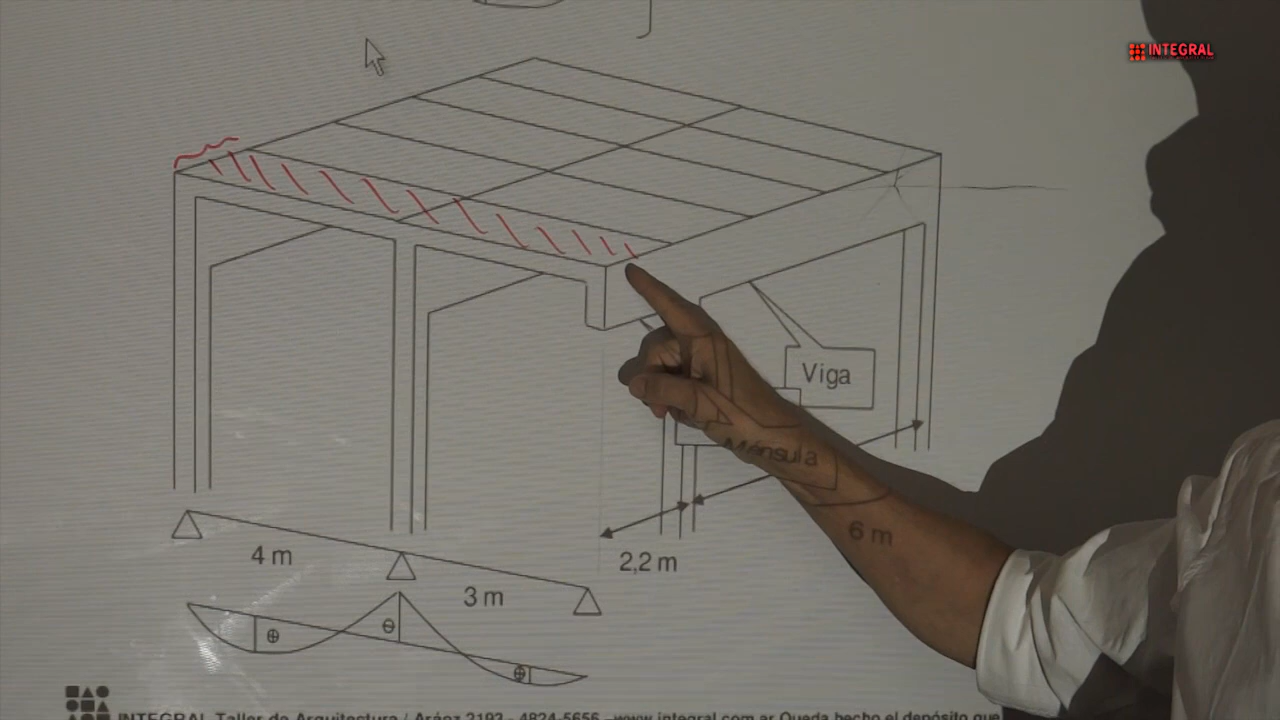 INTEGRAL
Viga
Ménsula
6 m
2,2 m
4 m
3 m
INTEGRAL Taller de Arquitectura / Aráoz 2193 - 4824-5656 –www.integral.com.ar Queda hecho el depósito que